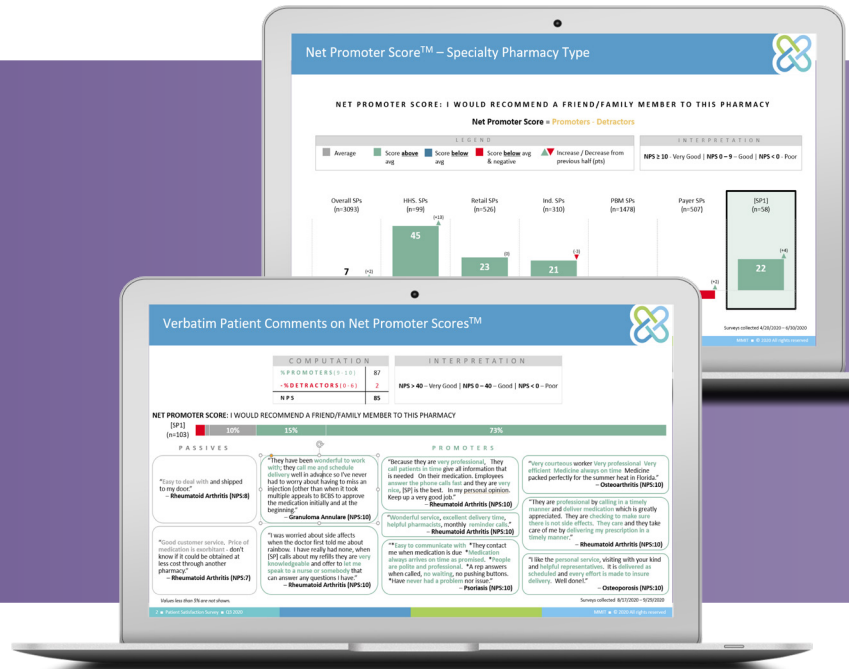 Net Promoter Score™ – Specialty Pharmacy Type
NET PROMOTER SCORE: I WOULD RECOMMEND A FRIEND/FAMILY MEMBER TO THIS PHARMACY
Net Promoter Score = Promoters - Detractors
LEGEND
INTERPRETATION
Average
Score above avg
Score below avg
Score below avg & negative
Increase / Decrease from previous half (pts)
NPS ≥ 10 - Very Good | NPS 0 – 9 – Good | NPS < 0 - Poor
Overall SPs
(n=3093)
HHS. SPs
(n=99)
Retail SPs
(n=526)
Ind. SPs
(n=310)
PBM SPs
(n=1478)
Payer SPs
(n=507)
[SP1]
(n=58)
7
(+2)
45
(+13)
23
(0)
21
(-3)
(+2)
22
(+4)
Surveys collected 4/20/2020 – 6/30/2020
MMIT ● © 2020 All rights reserved
Verbatim Patient Comments on Net Promoter Scores™
COMPUTATION
%PROMOTERS(9-10) 87
-%DETRACTORS(0-6) 2
NPS 85
INTERPRETATION
NPS > 40 – Very Good | NPS 0 – 40 – Good | NPS < 0 – Poor
NET PROMOTER SCORE: I WOULD RECOMMEND A FRIEND/FAMILY MEMBER TO THIS PHARMACY
[SP1]
(n=103)
10%
15%
73%
PASSIVES
PROMOTERS
"Easy to deal with and shipped
to my door."
– Rheumatoid Arthritis (NPS:8)
"Good customer service, Price of
medication is exorbitant - don't
know if it could be obtained at
less cost through another
pharmacy."
– Rheumatoid Arthritis (NPS:7)
"They have been wonderful to work
with; they call me and schedule
delivery well in advance so I've never
had to worry about having to miss an
injection (other than when it took
multiple appeals to BCBS to approve
the medication initially and at the
beginning."
– Granuloma Annulare (NPS:10)
"I was worried about side affects
when the doctor first told me about
rainbow. I have really had none, when
[SP] calls about my refills they are very
knowledgeable and offer to let me
speak to a nurse or somebody that
can answer any questions I have."
– Rheumatoid Arthritis (NPS:10)
"Because they are very professional, They
call patients in time give all information that
is needed On their medication. Employees
answer the phone calls fast and they are very
nice, [SP] is the best. In my personal opinion.
Keep up a very good job."
– Rheumatoid Arthritis (NPS:10)
"Wonderful service, excellent delivery time,
helpful pharmacists, monthly reminder calls."
– Rheumatoid Arthritis (NPS:10)
"*Easy to communicate with *They contact
me when medication is due *Medication
always arrives on time as promised. *People
are polite and professional. *A rep answers
when called, no waiting, no pushing buttons.
*Have never had a problem nor issue."
– Psoriasis (NPS:10)
"Very courteous worker Very professional Very
efficient Medicine always on time Medicine
packed perfectly for the summer heat in Florida."
– Osteoarthritis (NPS:10)
"They are professional by calling in a timely
manner and deliver medication which is greatly
appreciated. They are checking to make sure
there is not side effects. They care and they take
care of me by delivering my prescription in a
timely manner."
– Rheumatoid Arthritis (NPS:10)
"I like the personal service, visiting with your kind
and helpful representatives. It is delivered as
scheduled and every effort is made to insure
delivery. Well done!."
– Osteoporosis (NPS:10)
Values less than 5% are not shown.
Surveys collected 8/17/2020 – 9/29/2020
2 ● Patient Satisfaction Survey ● Q3 2020
MMIT ● © 2020 All rights reserved